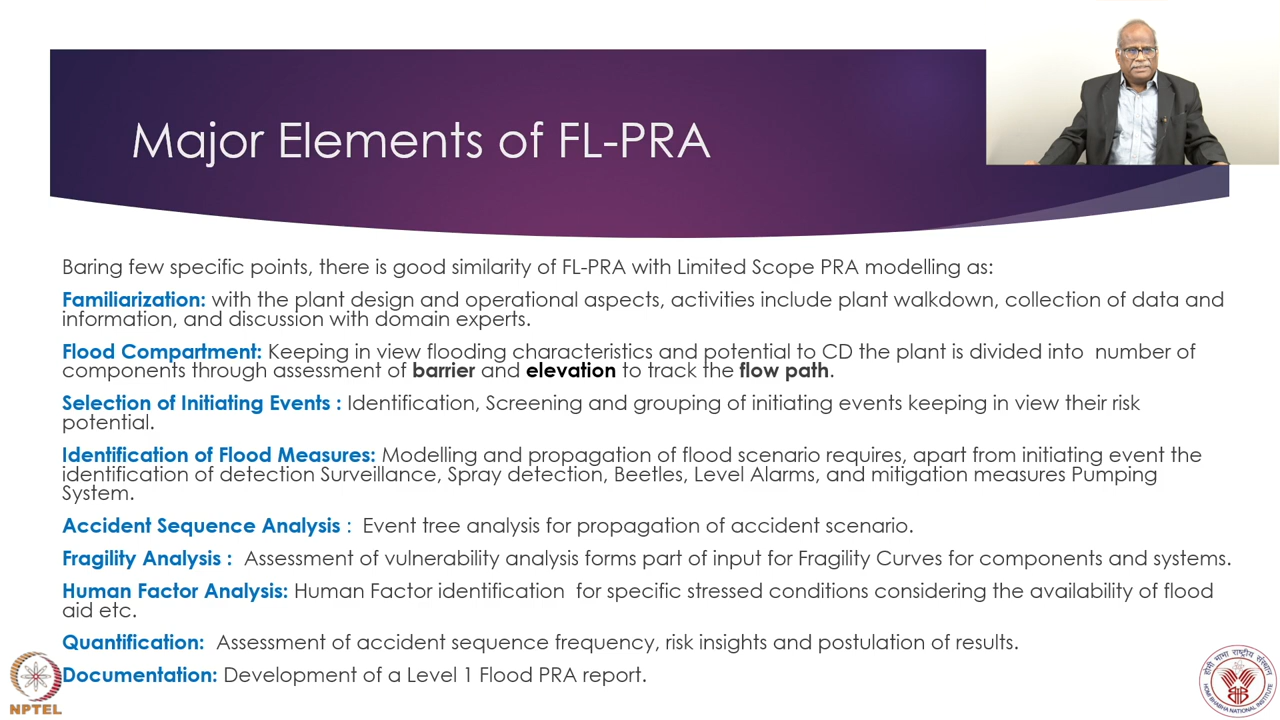 Major Elements of FL-PRA
Baring few specific points, there is good similarity of FL-PRA with Limited Scope PRA modelling as:
Familiarization: with the plant design and operational aspects, activities include plant walkdown, collection of data and
information, and discussion with domain experts.
Flood Compartment: Keeping in view flooding characteristics and potential to CD the plant is divided into number of
components through assessment of barrier and elevation to track the flow path.
Selection of Initiating Events : Identification, Screening and grouping of initiating events keeping in view their risk
potential.
Identification of Flood Measures: Modelling and propagation of flood scenario requires, apart from initiating event the
identification of detection Surveillance, Spray detection, Beetles, Level Alarms, and mitigation measures Pumping
System.
Accident Sequence Analysis : Event tree analysis for propagation of accident scenario.
Fragility Analysis : Assessment of vulnerability analysis forms part of input for Fragility Curves for components and systems.
Human Factor Analysis: Human Factor identification for specific stressed conditions considering the availability of flood
aid etc.
Quantification: Assessment of accident sequence frequency, risk insights and postulation of results.
Documentation: Development of a Level 1 Flood PRA report.
NPTEL
होमी भाभा राष्ट्रीय संस्थान
HOMI BHABHA NATIONAL INSTITUTE